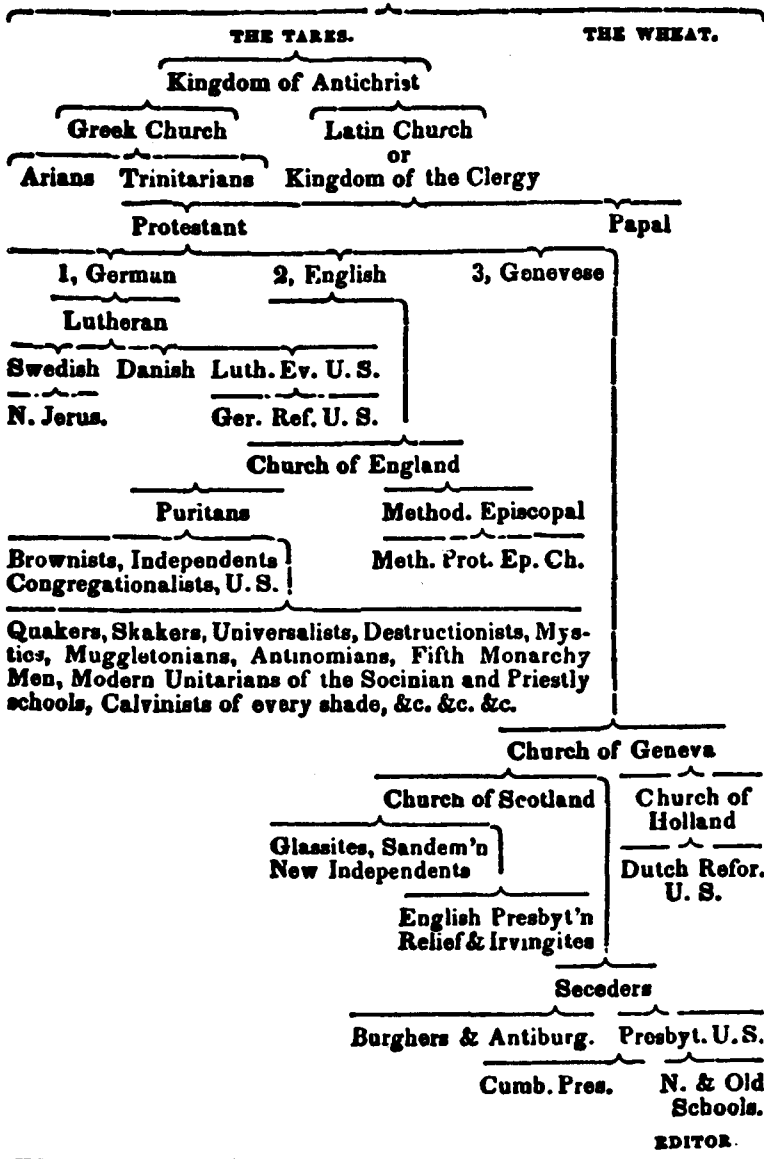 THE TARES. THE WHEAT.
Kingdom of Antichrist
Greek Church Latin Church
or
Arians Trinitarians Kingdom of the Clergy
Protestant Papal
1, German 2, English 3, Genevese
Lutheran
Swedish Danish Luth. Ev. U. S.
N. Jerus. Ger. Ref. U. S.
Church of England
Puritans Method. Episcopal
Brownists, Independents Meth. Prot. Ep. Ch.
Congregationalists, U. S.
Quakers, Skakers, Universalists, Destructionists, Mys-
tics, Muggletonians, Antinomians, Fifth Monarchy
Men, Modern Unitarians of the Socinian and Priestly
schools, Calvinists of every shade, &c. &c. &c.
Church of Geneva
Church of Scotland Church of
Holland
Glassites, Sandem'n
New Independents Dutch Refor.
U. S.
English Presbyt'n
Relief & Irvingites
Seceders
Burghers & Antiburg. Presbyt. U. S.
Cumb. Pres. N. & Old
Schools.
EDITOR.